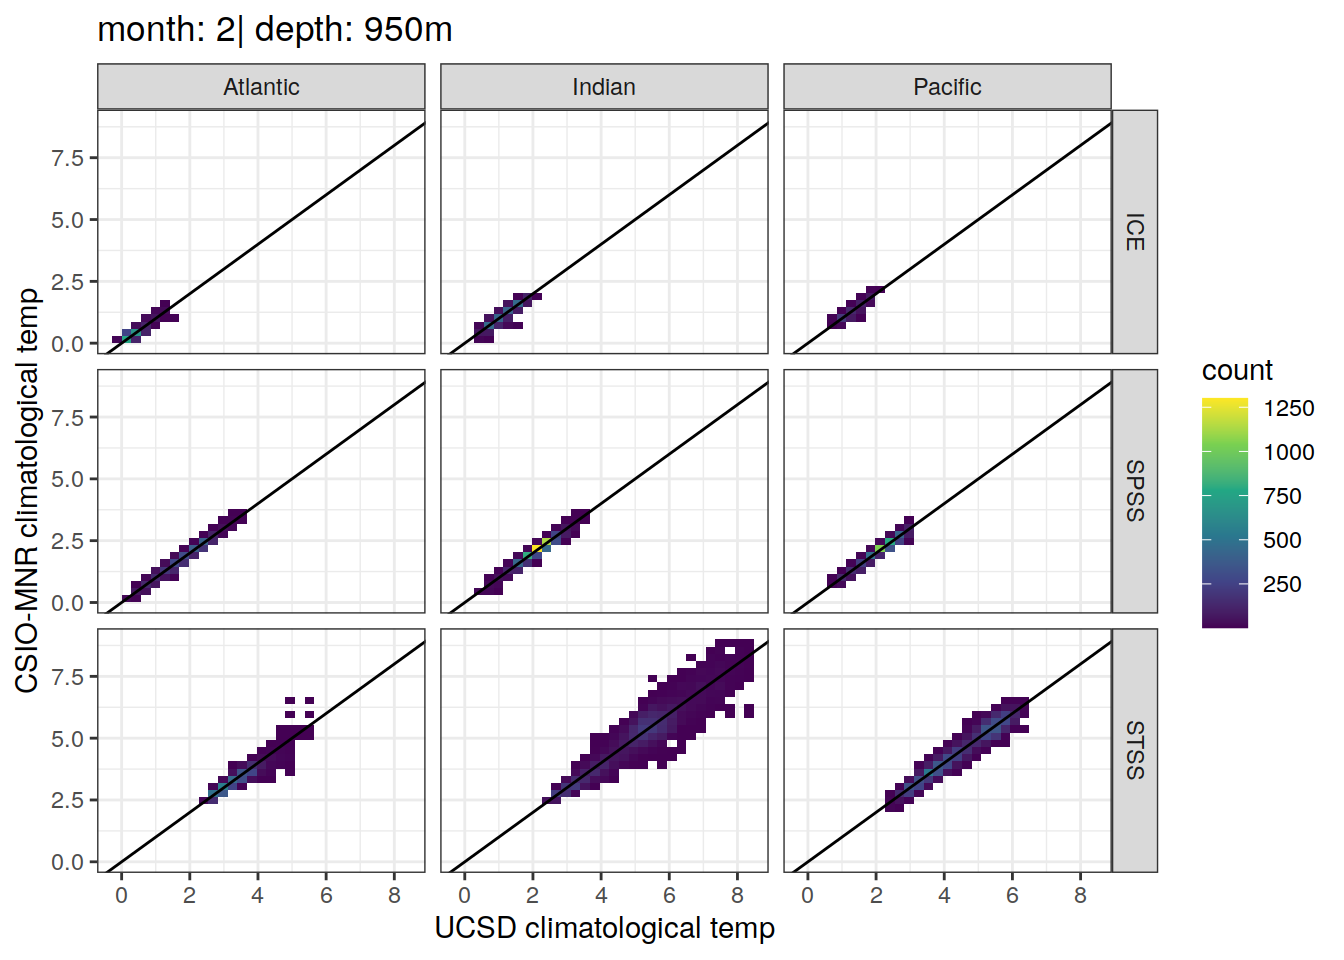 month: 2| depth: 950m
Atlantic
Indian
Pacific
7.5
5.0
2.5
0.0
ICE
7.5
5.0
2.5
0.0
SPSS
7.5
5.0
2.5
0.0
STSS
0 2 4 6 8
0 2 4 6 8
0 2 4 6 8
UCSD climatological temp
CSIO-MNR climatological temp
count
1250
1000
750
500
250